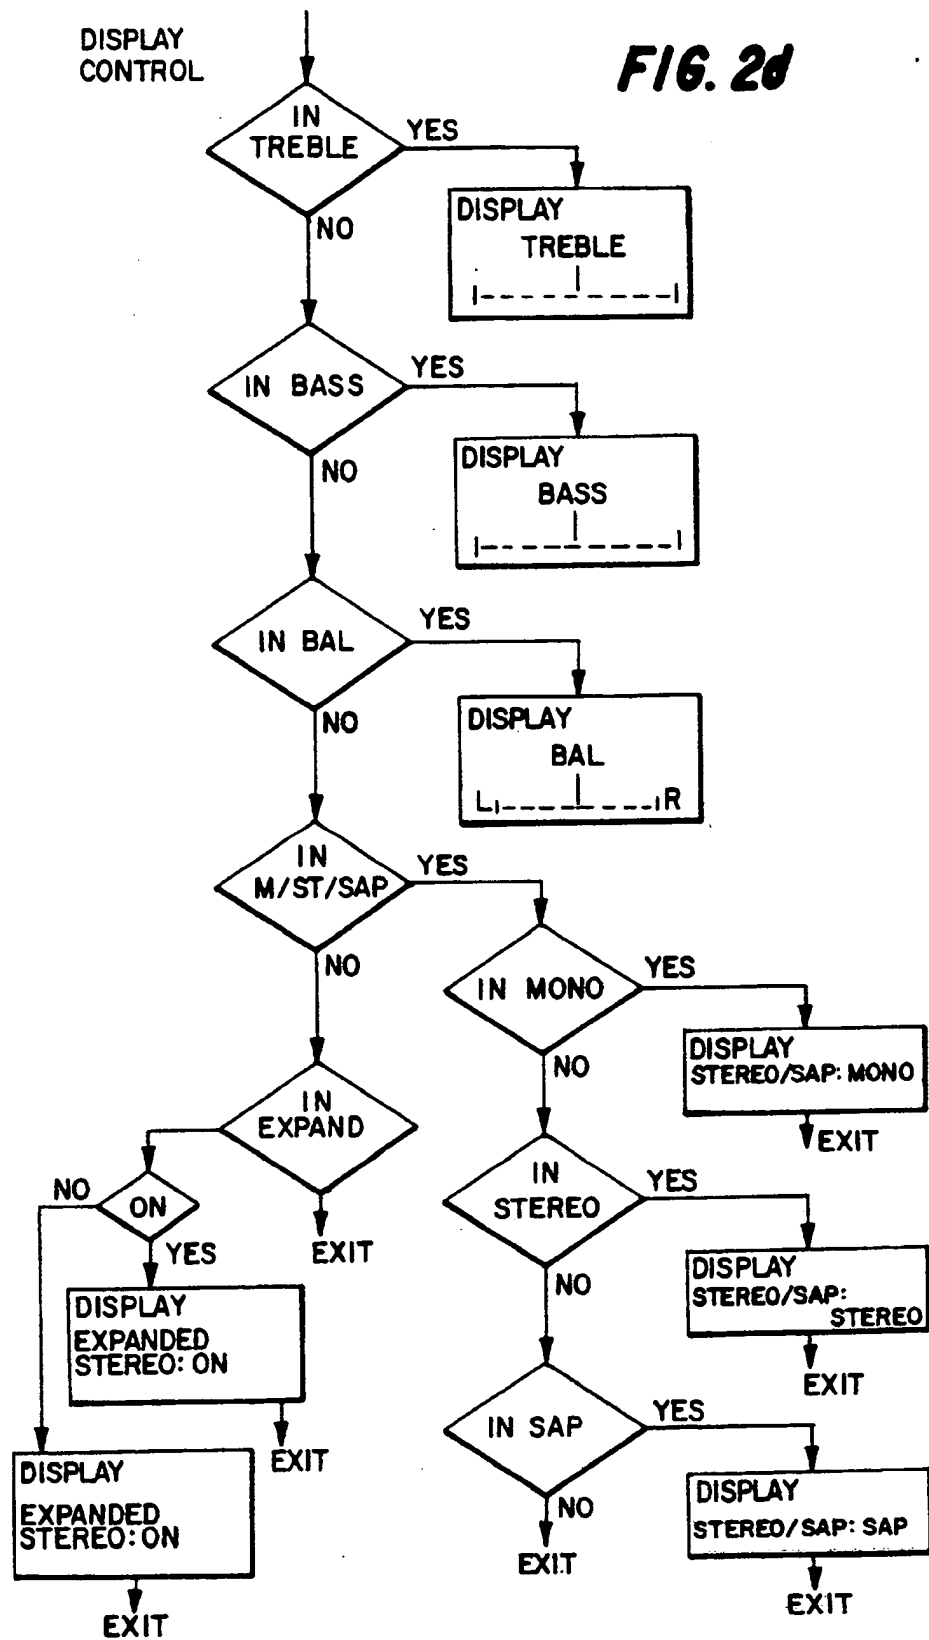 DISPLAY
CONTROL
FIG. 2d
IN
TREBLE
YES
NO
DISPLAY
TREBLE
IN BASS
YES
NO
DISPLAY
BASS
IN BAL
YES
NO
DISPLAY
BAL
L R
IN
M/ST/SAP
YES
NO
IN MONO
YES
NO
DISPLAY
STEREO/SAP: MONO
EXIT
IN
EXPAND
EXIT
IN
STEREO
YES
NO
DISPLAY
STEREO/SAP:
STEREO
EXIT
ON
NO
YES
DISPLAY
EXPANDED
STEREO: ON
EXIT
DISPLAY
EXPANDED
STEREO: ON
EXIT
IN SAP
YES
NO
EXIT
DISPLAY
STEREO/SAP: SAP
EXIT